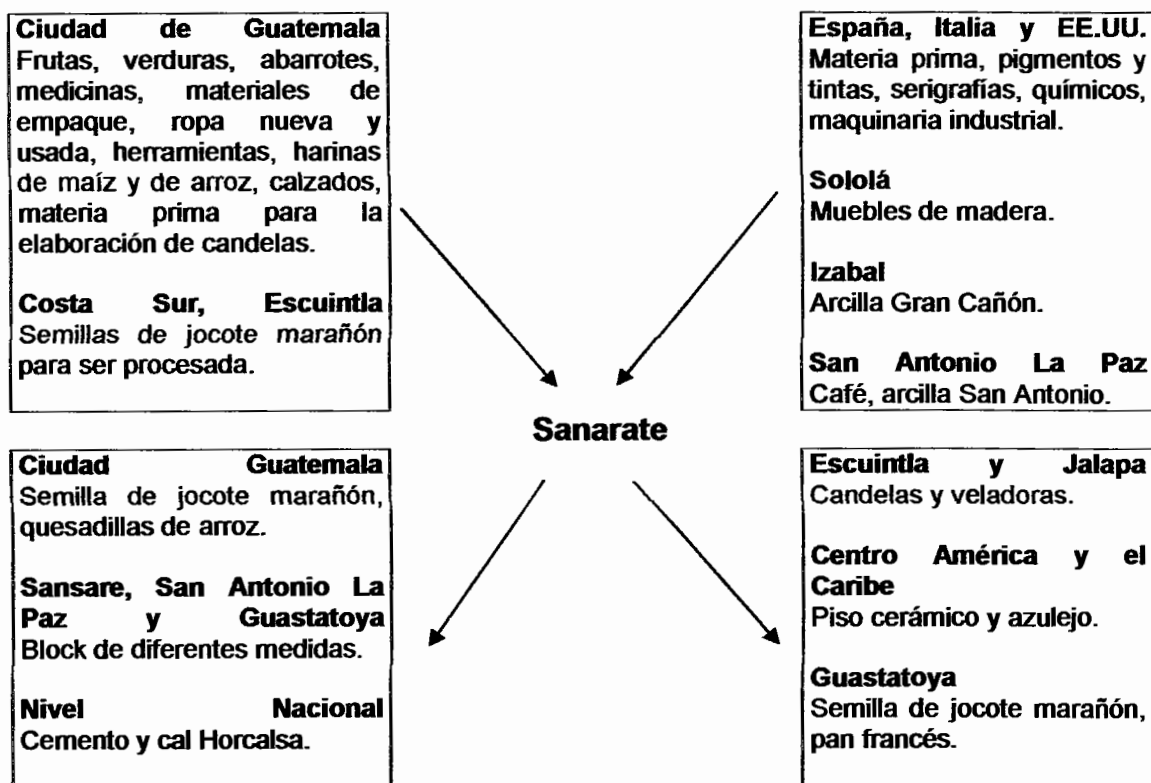 Ciudad de Guatemala
Frutas, verduras, abarrotes,
medicinas, materiales de
empaque, ropa nueva y
usada, herramientas, harinas
de maíz y de arroz, calzados,
materia prima para la
elaboración de candelas.
Costa Sur, Escuintla
Semillas de jocote marañón
para ser procesada.
España, Italia y EE.UU.
Materia prima, pigmentos y
tintas, serigrafías, químicos,
maquinaria industrial.
Sololá
Muebles de madera.
Izabal
Arcilla Gran Cañón.
San Antonio La Paz
Café, arcilla San Antonio.
Sanarate
Ciudad Guatemala
Semilla de jocote marañón,
quesadillas de arroz.
Sansare, San Antonio La
Paz y Guastatoya
Block de diferentes medidas.
Nivel Nacional
Cemento y cal Horcalsa.
Escuintla y Jalapa
Candelas y veladoras.
Centro América y el
Caribe
Piso cerámico y azulejo.
Guastatoya
Semilla de jocote marañón,
pan francés.